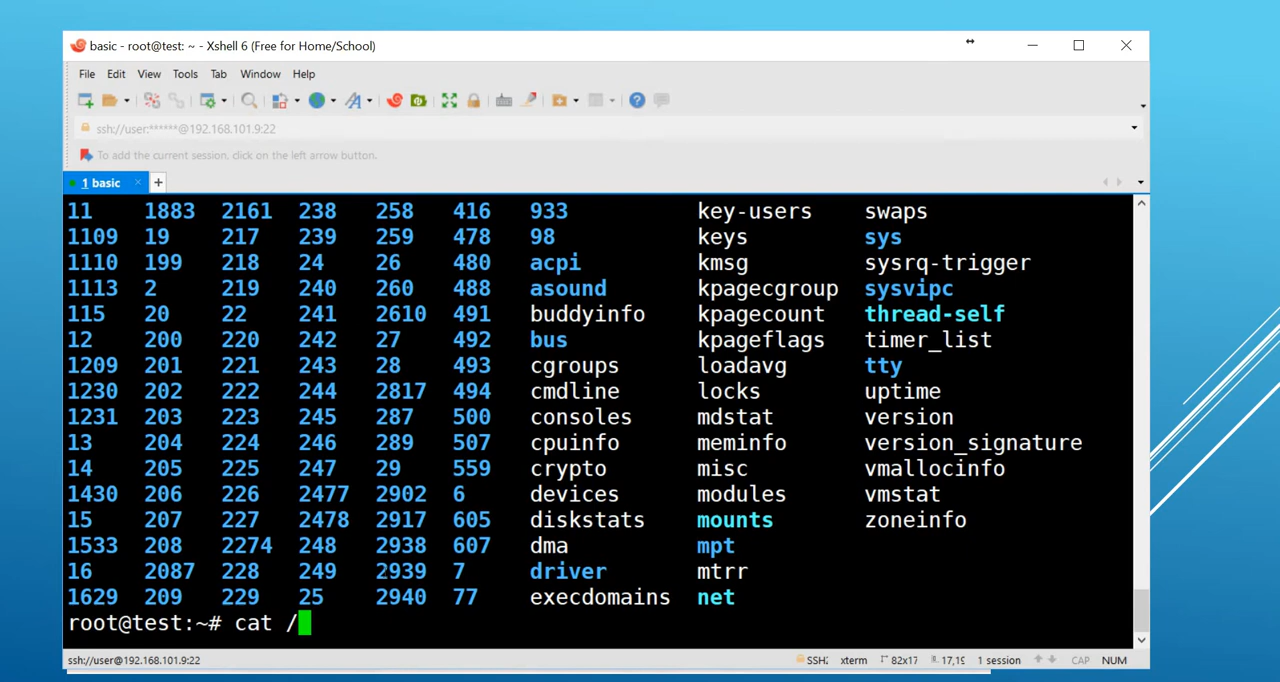 basic - root@test: ~ - Xshell 6 (Free for Home/School)
File Edit View Tools Tab Window Help
ssh://user:******@192.168.101.9:22
To add the current session, click on the left arrow button.
1 basic
11 1883 2161 238 258 416 933 key-users swaps
1109 19 217 239 259 478 98 keys sys
1110 199 218 24 26 480 acpi kmsg sysrq-trigger
1113 2 219 240 260 488 asound kpagecgroup sysvipc
115 20 22 241 2610 491 buddyinfo kpagecount thread-self
12 200 220 242 27 492 bus kpageflags timer_list
1209 201 221 243 28 493 cgroups loadavg tty
1230 202 222 244 2817 494 cmdline locks uptime
1231 203 223 245 287 500 consoles mdstat version
13 204 224 246 289 507 cpuinfo meminfo version_signature
14 205 225 247 29 559 crypto misc vmallocinfo
1430 206 226 2477 2902 6 devices modules vmstat
15 207 227 2478 2917 605 diskstats mounts zoneinfo
1533 208 2274 248 2938 607 dma mpt
16 2087 228 249 2939 7 driver mtrr
1629 209 229 25 2940 77 execdomains net
root@test:~# cat /
ssh://user@192.168.101.9:22 SSH2 xterm 82x17 17,19 1 session CAP NUM